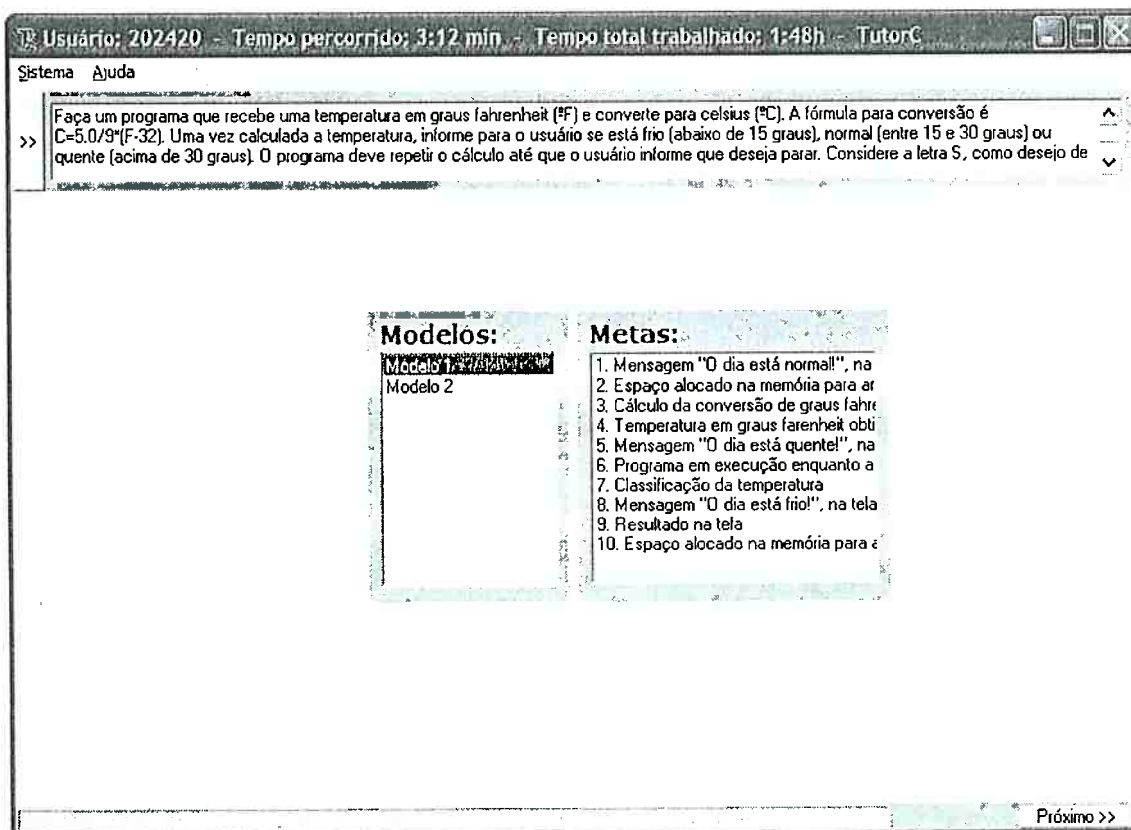 Usuário: 202420 - Tempo percorrido: 3:12 min. - Tempo total trabalhado: 1:48h - TutorC
Sistema Ajuda
Faça um programa que recebe uma temperatura em graus fahrenheit (ºF) e converte para celsius (ºC). A fórmula para conversão é
>> C=5.0/9*(F-32). Uma vez calculada a temperatura, informe para o usuário se está frio (abaixo de 15 graus), normal (entre 15 e 30 graus) ou
quente (acima de 30 graus). O programa deve repetir o cálculo até que o usuário informe que deseja parar. Considere a letra S, como desejo de
Modelos:
Modelo 1
Modelo 2
Metas:
1. Mensagem "O dia está normal!", na
2. Espaço alocado na memória para ar
3. Cálculo da conversão de graus fahre
4. Temperatura em graus farenheit obti
5. Mensagem "O dia está quente!", na
6. Programa em execução enquanto a
7. Classificação da temperatura
8. Mensagem "O dia está frio!", na tela
9. Resultado na tela
10. Espaço alocado na memória para a
Próximo >>